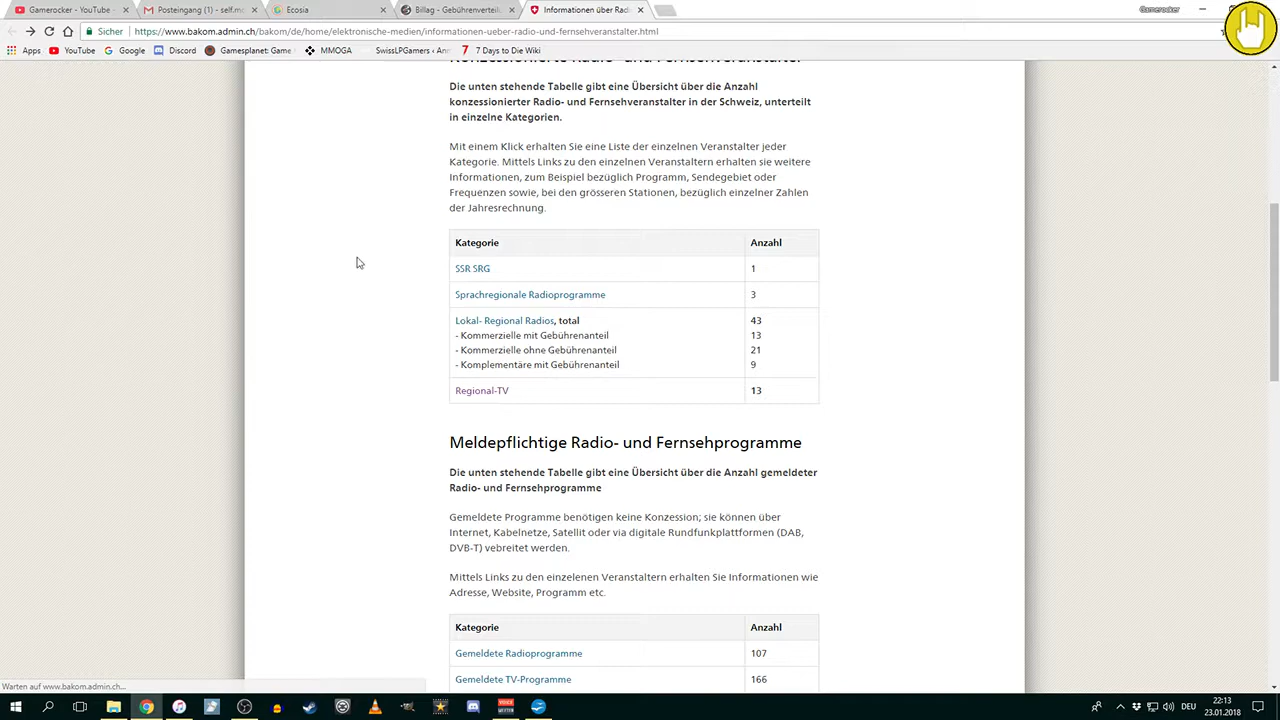 Gamerocker - YouTube - Posteingang (1) - self.mo Ecosia Billag - Gebührenverteilu Informationen über Radi Gamerocker
Sicher https://www.bakom.admin.ch/bakom/de/home/elektronische-medien/informationen-ueber-radio-und-fernsehveranstalter.html
Apps YouTube Google Discord Gamesplanet: Game MMOGA SwissLPGamers - An 7 Days to Die Wiki
Konzessionierte Radio- und Fernsehveranstalter
Die unten stehende Tabelle gibt eine Übersicht über die Anzahl
konzessionierter Radio- und Fernsehveranstalter in der Schweiz, unterteilt
in einzelne Kategorien.
Mit einem Klick erhalten Sie eine Liste der einzelnen Veranstalter jeder
Kategorie. Mittels Links zu den einzelnen Veranstaltern erhalten sie weitere
Informationen, zum Beispiel bezüglich Programm, Sendegebiet oder
Frequenzen sowie, bei den grösseren Stationen, bezüglich einzelner Zahlen
der Jahresrechnung.
Kategorie Anzahl
SSR SRG 1
Sprachregionale Radioprogramme 3
Lokal- Regional Radios, total 43
- Kommerzielle mit Gebührenanteil 13
- Kommerzielle ohne Gebührenanteil 21
- Komplementäre mit Gebührenanteil 9
Regional-TV 13
Meldepflichtige Radio- und Fernsehprogramme
Die unten stehende Tabelle gibt eine Übersicht über die Anzahl gemeldeter
Radio- und Fernsehprogramme
Gemeldete Programme benötigen keine Konzession; sie können über
Internet, Kabelnetze, Satellit oder via digitale Rundfunkplattformen (DAB,
DVB-T) vebreitet werden.
Mittels Links zu den einzelenen Veranstaltern erhalten Sie Informationen wie
Adresse, Website, Programm etc.
Kategorie Anzahl
Gemeldete Radioprogramme 107
Gemeldete TV-Programme 166
Warten auf www.bakom.admin.ch...
DEU 22:13
23.01.2018